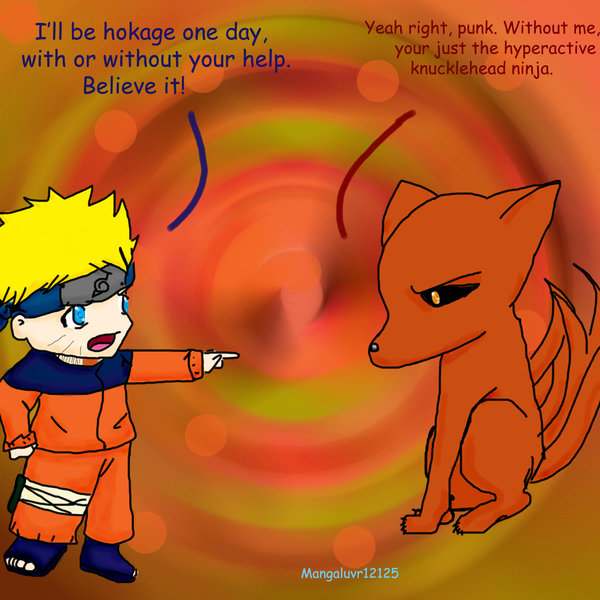 I'll be hokage one day,
with or without your help.
Believe it!
Yeah right, punk. Without me,
your just the hyperactive
knucklehead ninja.
Mangaluvr12125